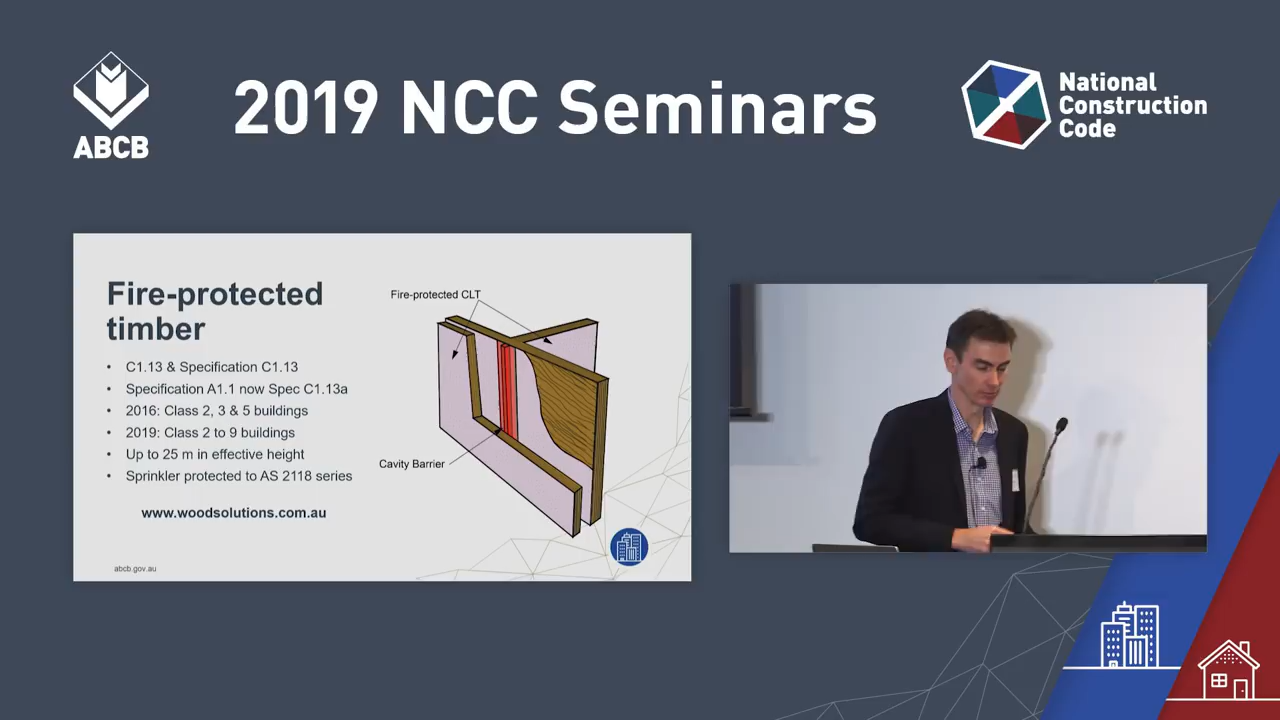 ABCB
2019 NCC Seminars
National
Construction
Code
Fire-protected
timber
• C1.13 & Specification C1.13
• Specification A1.1 now Spec C1.13a
• 2016: Class 2, 3 & 5 buildings
• 2019: Class 2 to 9 buildings
• Up to 25 m in effective height
• Sprinkler protected to AS 2118 series
www.woodsolutions.com.au
Fire-protected CLT
Cavity Barrier
abcb.gov.au